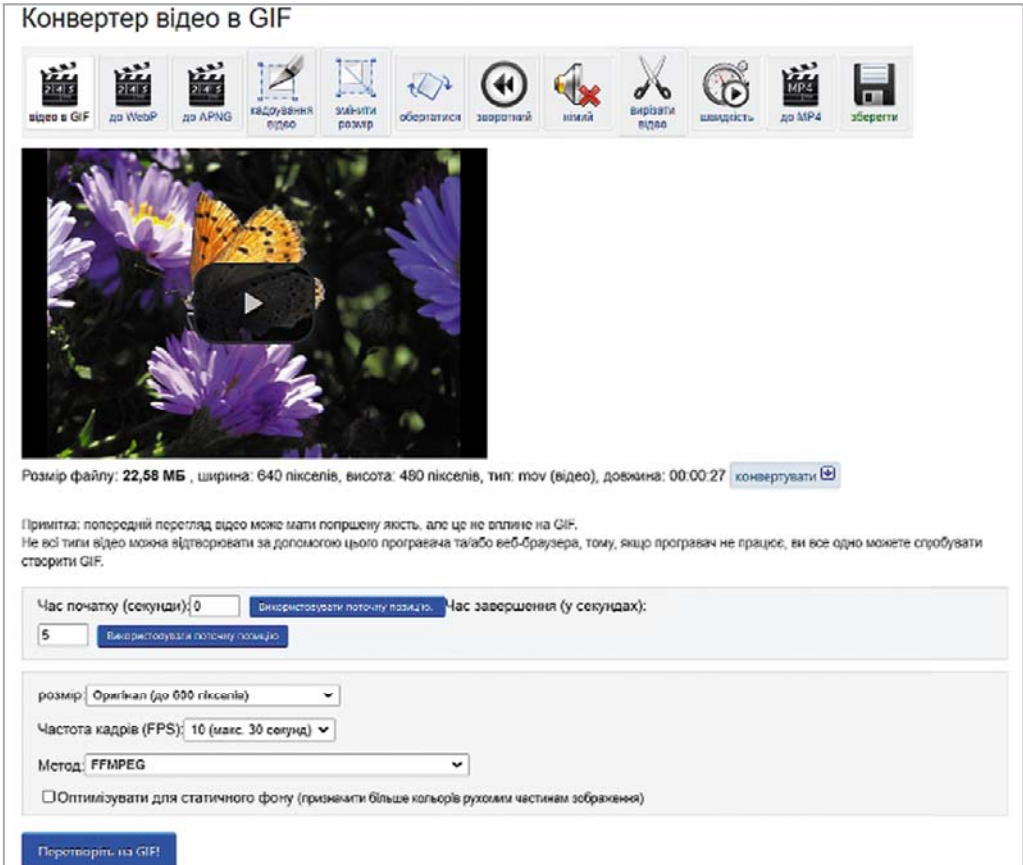 Конвертер відео в GIF
відео в GIF
до WebP
до APNG
кадрування
відео
змінити
розмір
обертатися
зворотний
німий
вирізати
відео
швидкість
MP4
до MP4
зберегти
Розмір файлу: 22,58 МБ , ширина: 640 пікселів, висота: 480 пікселів, тип: mov (відео), довжина: 00:00:27 конвертувати
Примітка: попередній перегляд відео може мати погіршену якість, але це не вплине на GIF.
Не всі типи відео можна відтворювати за допомогою цього програвача та/або веб-браузера, тому, якщо програвач не працює, ви все одно можете спробувати
створити GIF.
Час початку (секунди): 0 Використовувати поточну позицію. Час завершення (у секундах):
5 Використовувати поточну позицію
розмір: Оригінал (до 600 пікселів)
Частота кадрів (FPS): 10 (макс. 30 секунд)
Метод: FFMPEG
Оптимізувати для статичного фону (призначити більше кольорів рухомим частинам зображення)
Перетворіть на GIF!